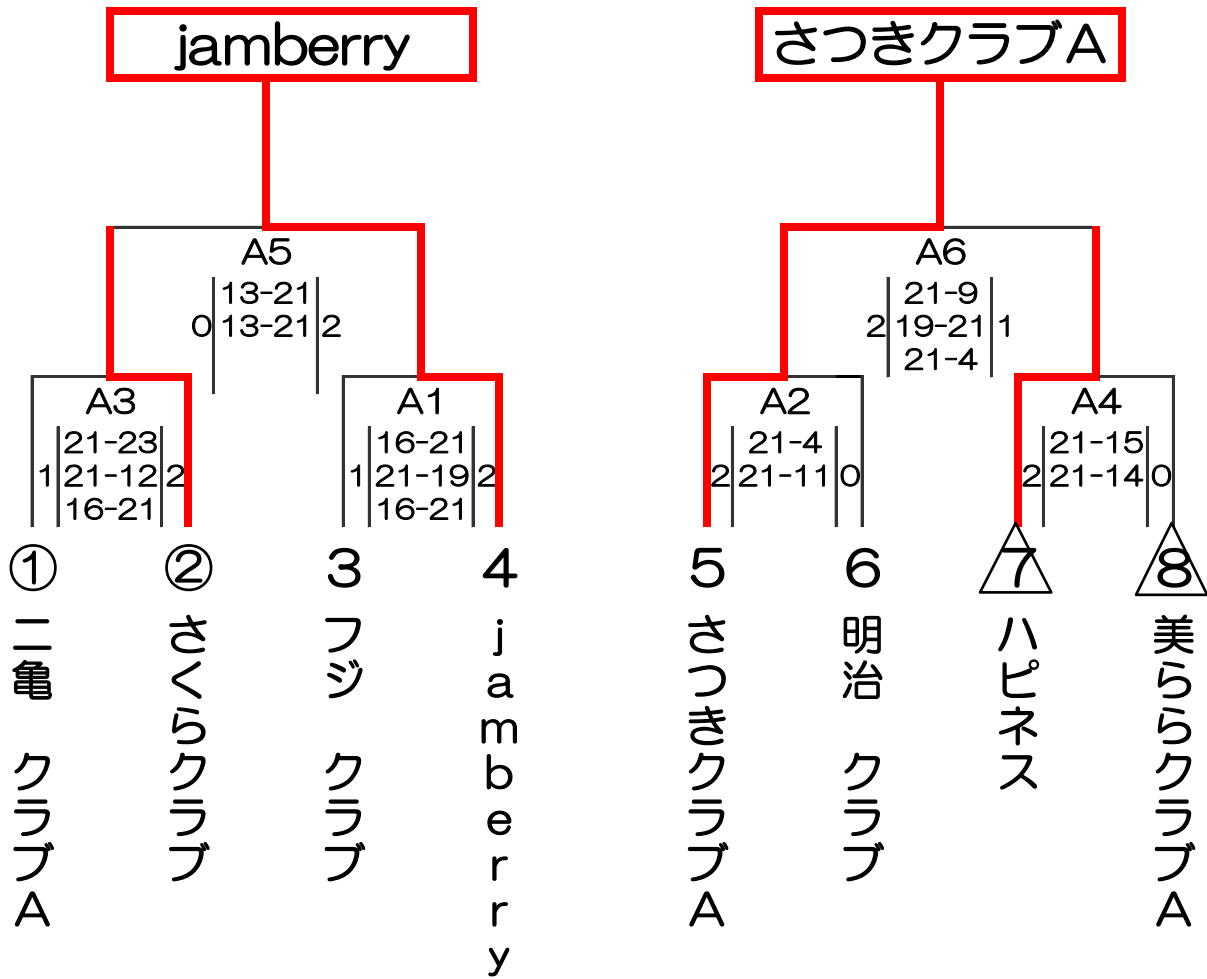 jamberry
さつきクラブA
A5
13-21
0 13-21 2
A6
21-9
2 19-21 1
21-4
A3
21-23
1 21-12 2
16-21
A1
16-21
1 21-19 2
16-21
A2
21-4
2 21-11 0
A4
21-15
2 21-14 0
① 二亀 クラブA
② さくらクラブ
3 フジ クラブ
4 jamberry
5 さつきクラブA
6 明治 クラブ
7 ハピネス
8 美ららクラブA